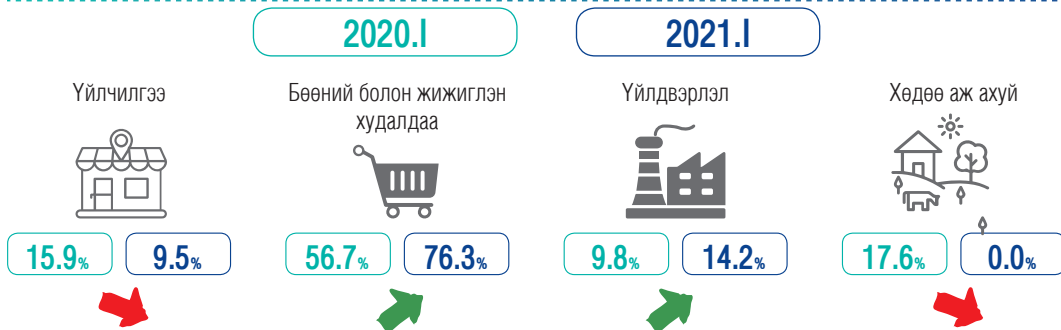 2020.I 2021.I
Үйлчилгээ
Бөөний болон жижиглэн
худалдаа
Үйлдвэрлэл
Хөдөө аж ахуй
15.9% 9.5%
56.7% 76.3%
9.8% 14.2%
17.6% 0.0%